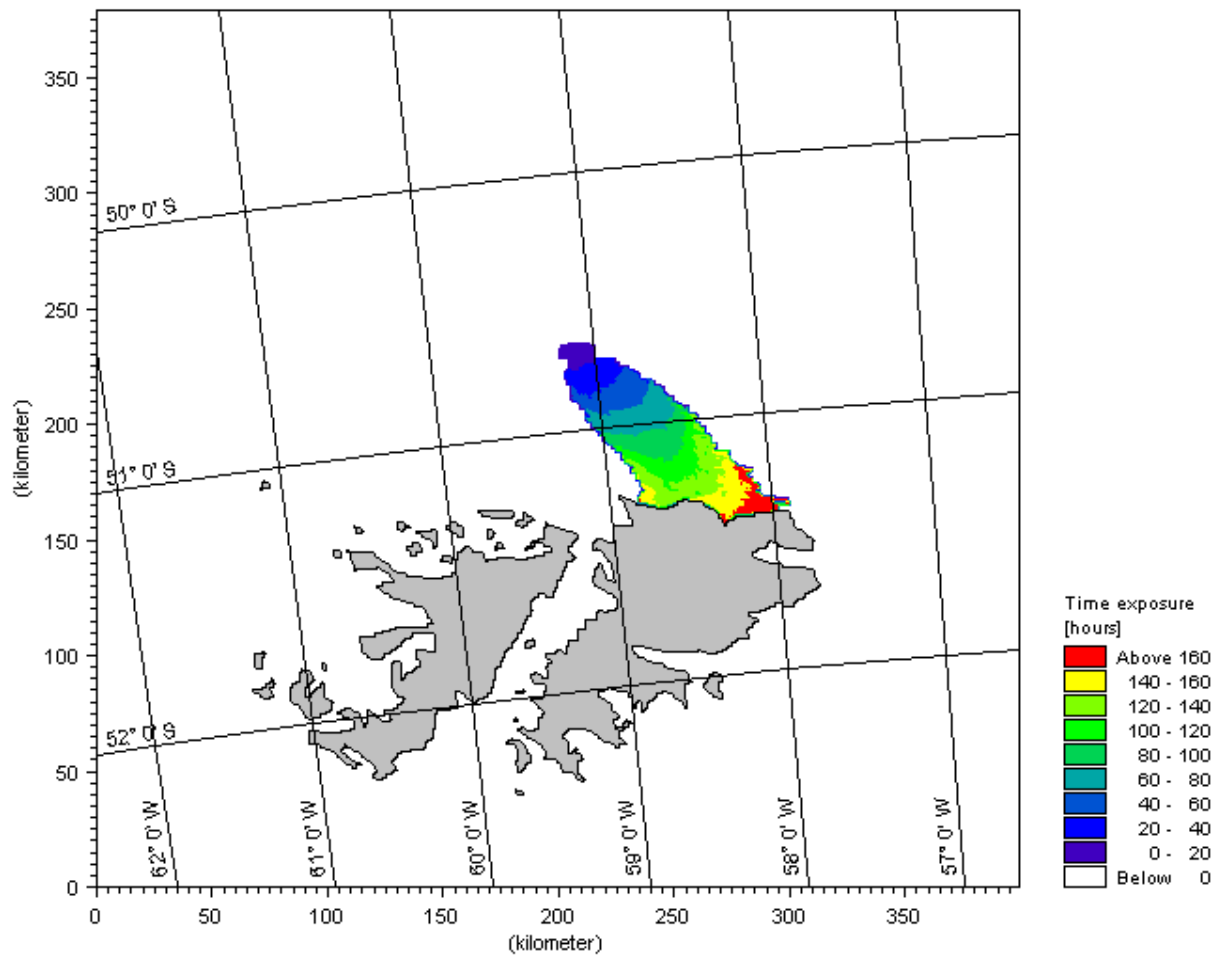 350
300
250
200
150
100
50
0
(kilometer)
50° 0' S
51° 0' S
52° 0' S
62° 0' W
61° 0' W
60° 0' W
59° 0' W
58° 0' W
57° 0' W
0 50 100 150 200 250 300 350
(kilometer)
Time exposure
[hours]
Above 160
140 - 160
120 - 140
100 - 120
80 - 100
60 - 80
40 - 60
20 - 40
0 - 20
Below 0